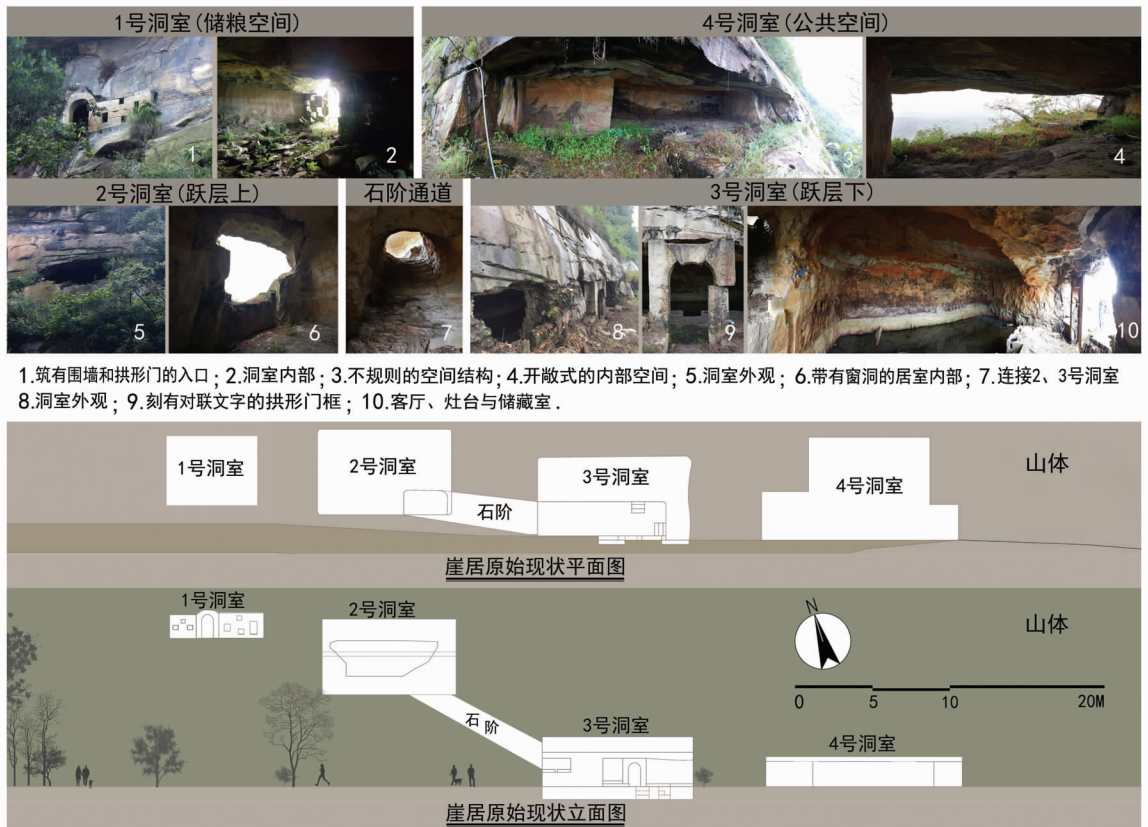 1号洞室(储粮空间)
4号洞室(公共空间)
1
2
3
4
2号洞室(跃层上)
石阶通道
3号洞室(跃层下)
5
6
7
8
9
10
1.筑有围墙和拱形门的入口；2.洞室内部；3.不规则的空间结构；4.开敞式的内部空间；5.洞室外观；6.带有窗洞的居室内部；7.连接2、3号洞室
8.洞室外观；9.刻有对联文字的拱形门框；10.客厅、灶台与储藏室.
1号洞室
2号洞室
石阶
3号洞室
4号洞室
山体
崖居原始现状平面图
1号洞室
2号洞室
石阶
3号洞室
4号洞室
N
山体
0 5 10 20M
崖居原始现状立面图